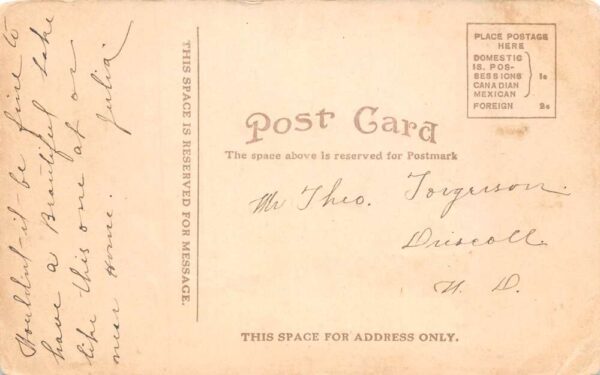 Wouldn't it be fine to
have a Beautiful Lake
like this one at or
near Home. Julia
THIS SPACE IS RESERVED FOR MESSAGE.
PLACE POSTAGE
HERE
DOMESTIC
IS. POS-
SESSIONS
CANADIAN
MEXICAN
1c
FOREIGN 2c
Post Card
The space above is reserved for Postmark
Mr Theo. Torgerson.
Driscoll
N. D.
THIS SPACE FOR ADDRESS ONLY.